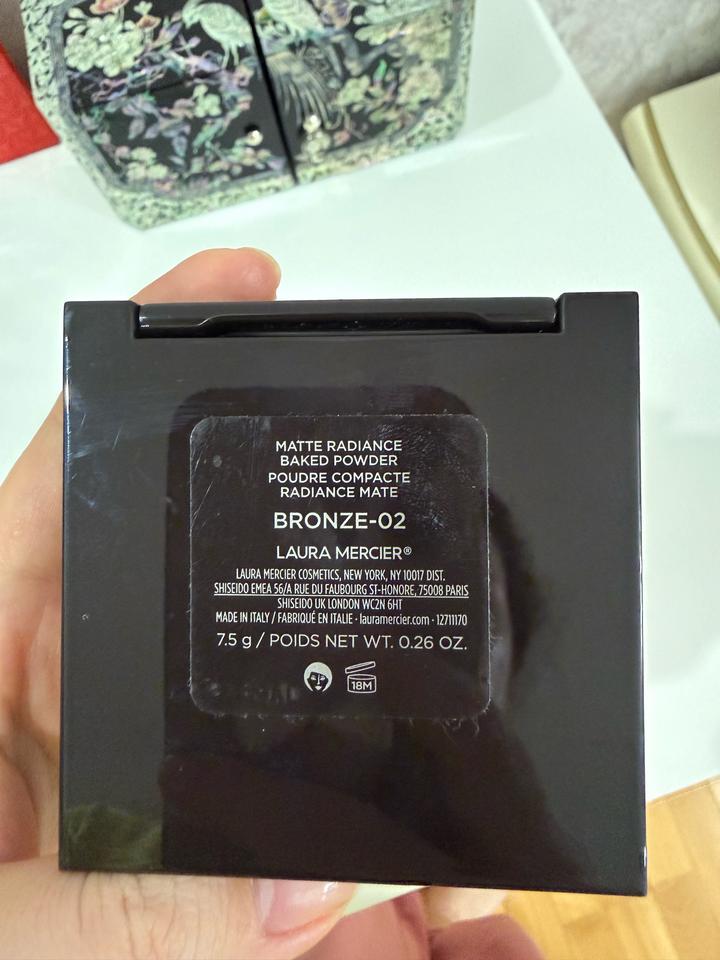 MATTE RADIANCE
BAKED POWDER
POUDRE COMPACTE
RADIANCE MATE
BRONZE-02
LAURA MERCIER®
LAURA MERCIER COSMETICS, NEW YORK, NY 10017 DIST.
SHISEIDO EMEA 56/A RUE DU FAUBOURG ST-HONORE, 75008 PARIS
SHISEIDO UK LONDON WC2N 6HT
MADE IN ITALY / FABRIQUÉ EN ITALIE · lauramercier.com · 12711170
7.5 g / POIDS NET WT. 0.26 OZ.
18M